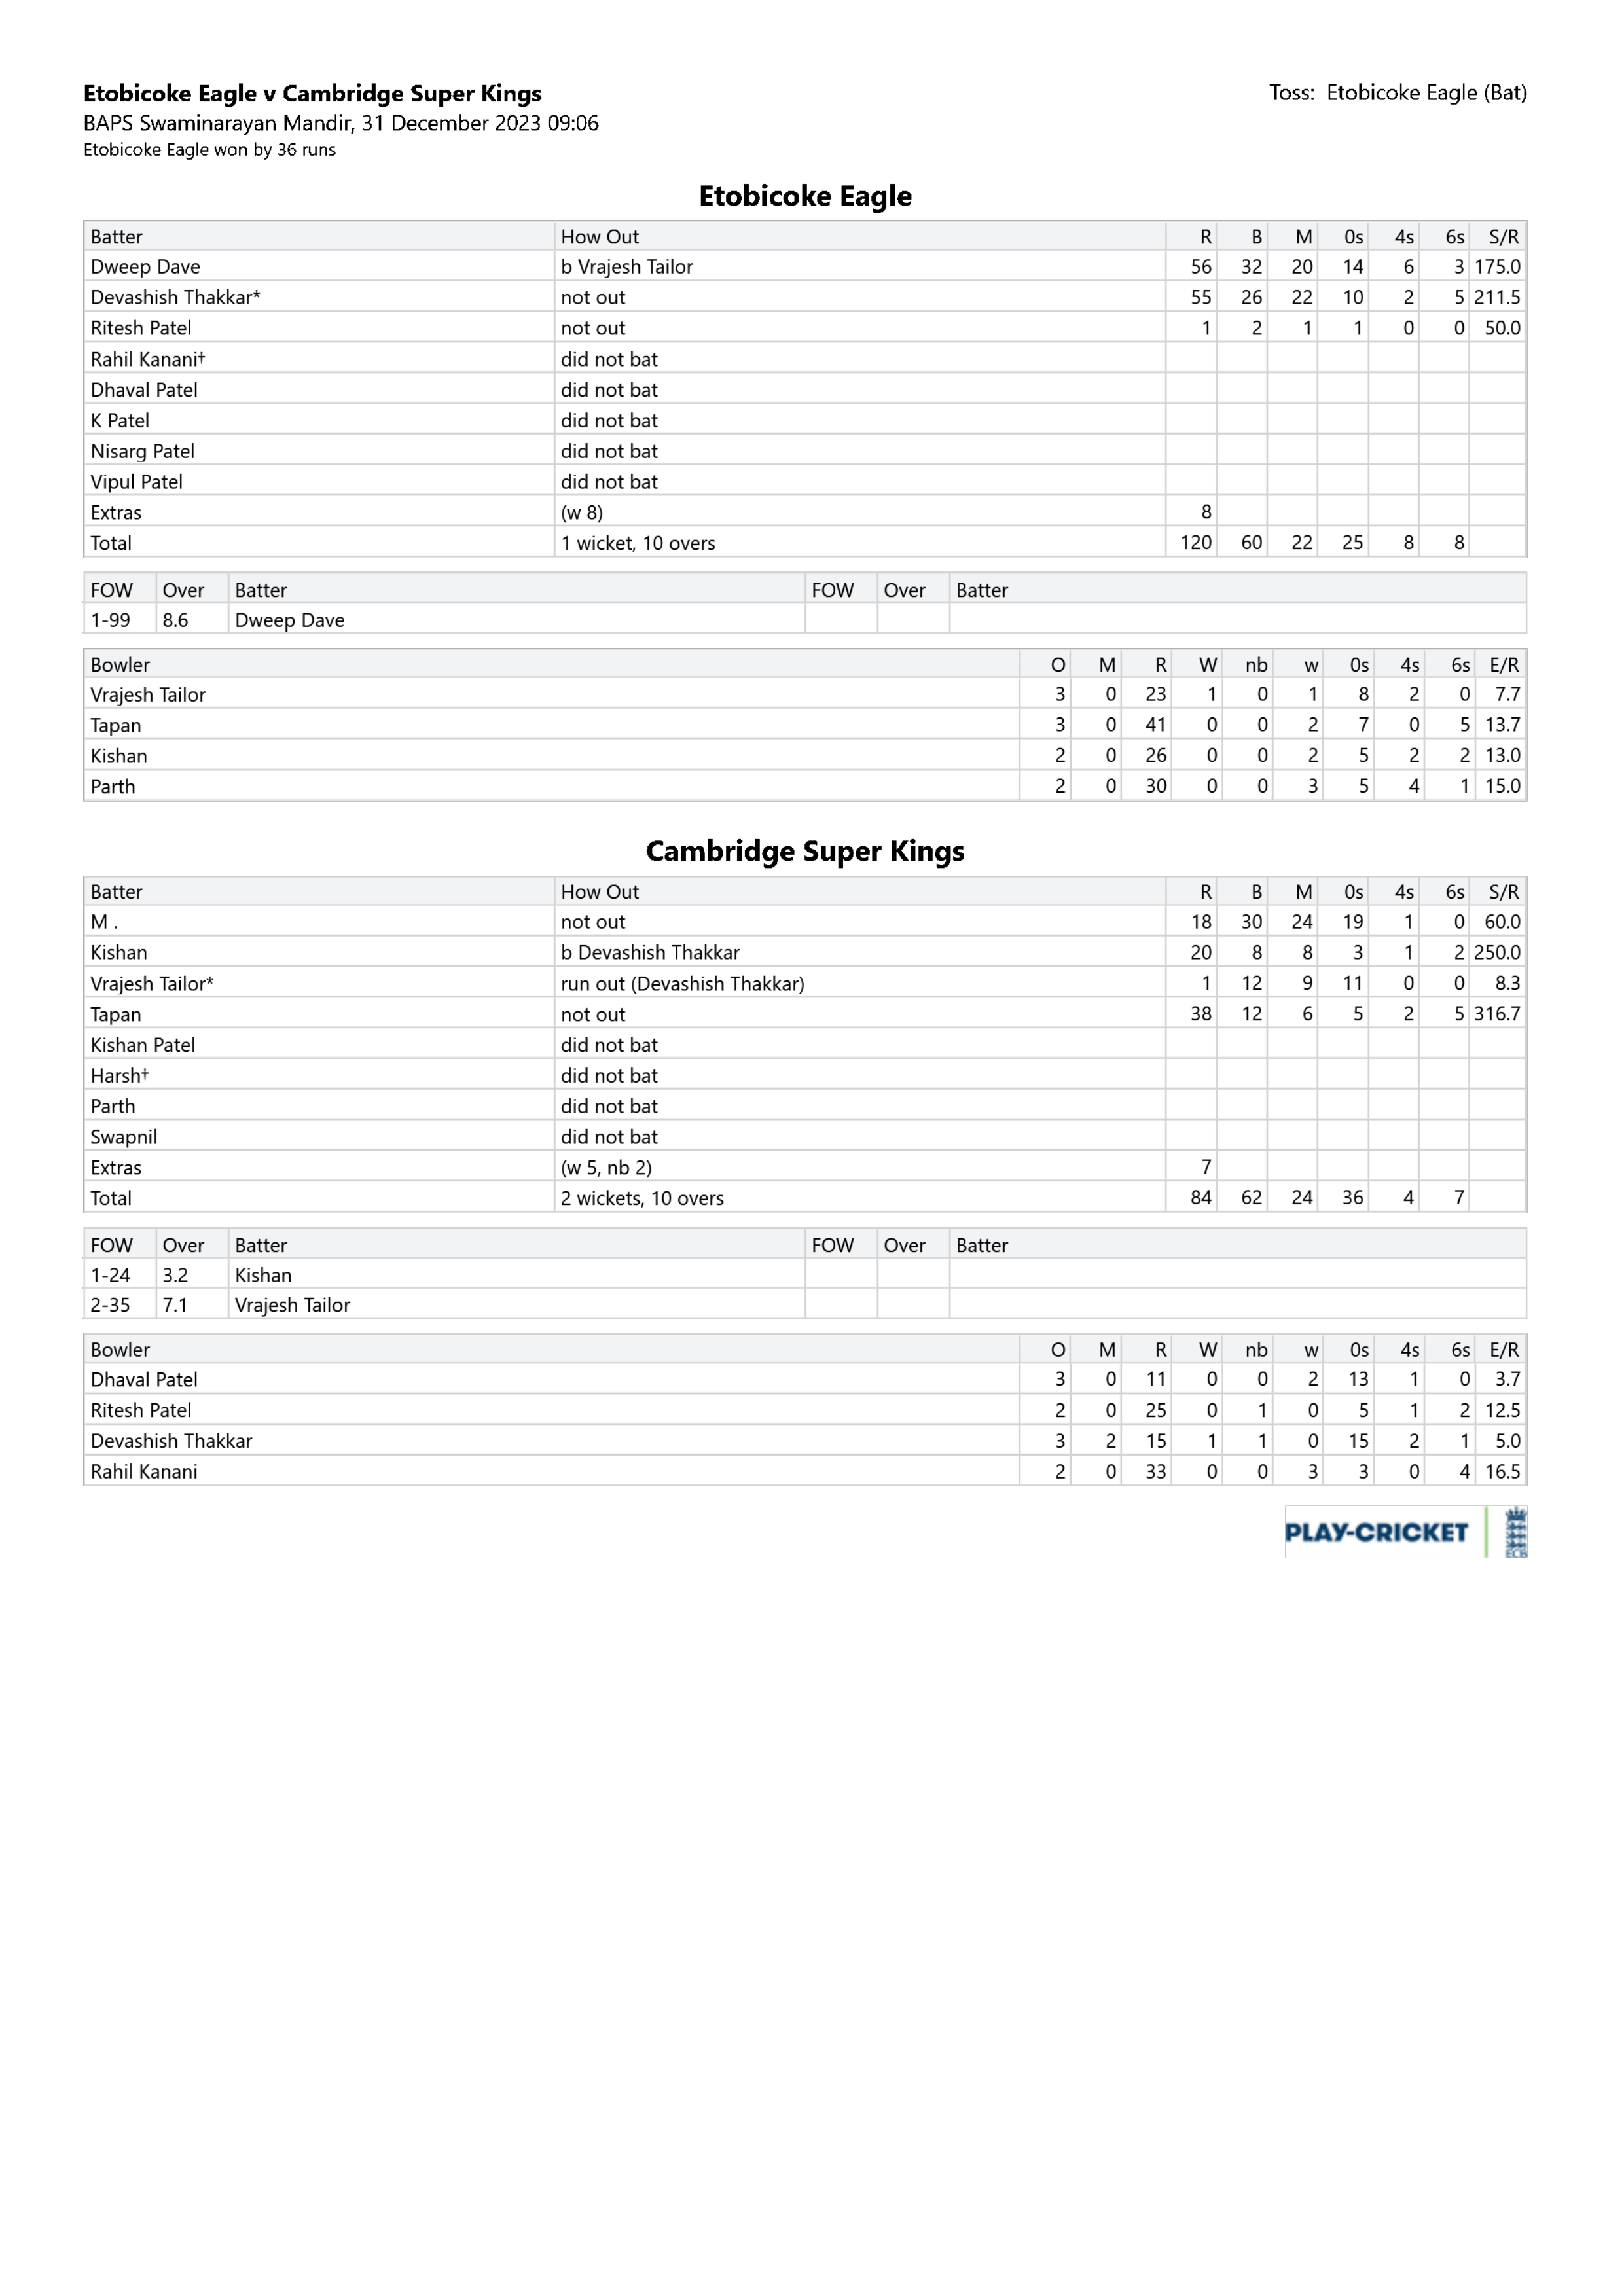 Etobicoke Eagle v Cambridge Super Kings Toss: Etobicoke Eagle (Bat)
BAPS Swaminarayan Mandir, 31 December 2023 09:06
Etobicoke Eagle won by 36 runs
Etobicoke Eagle
Batter How Out R B M 0s 4s 6s S/R
Dweep Dave b Vrajesh Tailor 56 32 20 14 6 3 175.0
Devashish Thakkar* not out 55 26 22 10 2 5 211.5
Ritesh Patel not out 1 2 1 1 0 0 50.0
Rahil Kanani† did not bat
Dhaval Patel did not bat
K Patel did not bat
Nisarg Patel did not bat
Vipul Patel did not bat
Extras (w 8) 8
Total 1 wicket, 10 overs 120 60 22 25 8 8
FOW Over Batter FOW Over Batter
1-99 8.6 Dweep Dave
Bowler O M R W nb w 0s 4s 6s E/R
Vrajesh Tailor 3 0 23 1 0 1 8 2 0 7.7
Tapan 3 0 41 0 0 2 7 0 5 13.7
Kishan 2 0 26 0 0 2 5 2 2 13.0
Parth 2 0 30 0 0 3 5 4 1 15.0
Cambridge Super Kings
Batter How Out R B M 0s 4s 6s S/R
M . not out 18 30 24 19 1 0 60.0
Kishan b Devashish Thakkar 20 8 8 3 1 2 250.0
Vrajesh Tailor* run out (Devashish Thakkar) 1 12 9 11 0 0 8.3
Tapan not out 38 12 6 5 2 5 316.7
Kishan Patel did not bat
Harsh† did not bat
Parth did not bat
Swapnil did not bat
Extras (w 5, nb 2) 7
Total 2 wickets, 10 overs 84 62 24 36 4 7
FOW Over Batter FOW Over Batter
1-24 3.2 Kishan
2-35 7.1 Vrajesh Tailor
Bowler O M R W nb w 0s 4s 6s E/R
Dhaval Patel 3 0 11 0 0 2 13 1 0 3.7
Ritesh Patel 2 0 25 0 1 0 5 1 2 12.5
Devashish Thakkar 3 2 15 1 1 0 15 2 1 5.0
Rahil Kanani 2 0 33 0 0 3 3 0 4 16.5
PLAY-CRICKET ECB